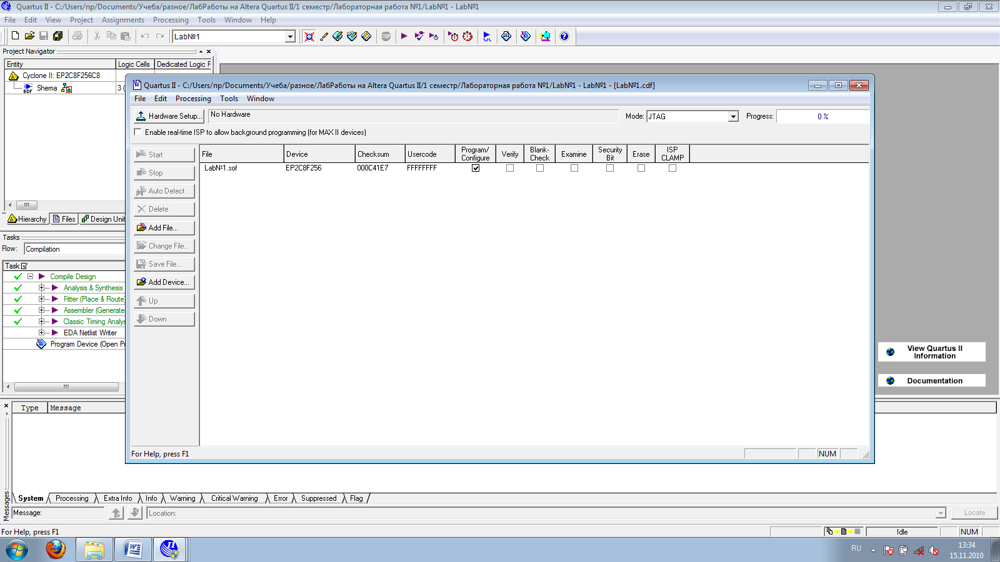 Quartus II - C:/Users/пр/Documents/Учеба/разное/ЛабРаботы на Altera Quartus II/1 семестр/Лабораторная работа №1/Lab№1 - Lab№1
File Edit View Project Assignments Processing Tools Window Help
Lab№1
Project Navigator
Entity Logic Cells Dedicated Logic F
Cyclone II: EP2C8F256C8
Shema 3 (
Hierarchy Files Design Unit
Tasks
Flow: Compilation
Task
Compile Design
Analysis & Synthesis
Fitter (Place & Route)
Assembler (Generate
Classic Timing Analys
EDA Netlist Writer
Program Device (Open Pr
Quartus II - C:/Users/пр/Documents/Учеба/разное/ЛабРаботы на Altera Quartus II/1 семестр/Лабораторная работа №1/Lab№1 - Lab№1 - [Lab№1.cdf]
File Edit Processing Tools Window
Hardware Setup... No Hardware Mode: JTAG Progress: 0 %
Enable real-time ISP to allow background programming (for MAX II devices)
Start
Stop
Auto Detect
Delete
Add File...
Change File...
Save File...
Add Device...
Up
Down
File Device Checksum Usercode Program/Configure Verify Blank-Check Examine Security Bit Erase ISP CLAMP
Lab№1.sof EP2C8F256 000C41E7 FFFFFFFF
For Help, press F1 NUM
View Quartus II
Information
Documentation
Type Message
Messages
System Processing Extra Info Info Warning Critical Warning Error Suppressed Flag
Message: Location: Locate
For Help, press F1 Idle NUM
RU 13:34
15.11.2010